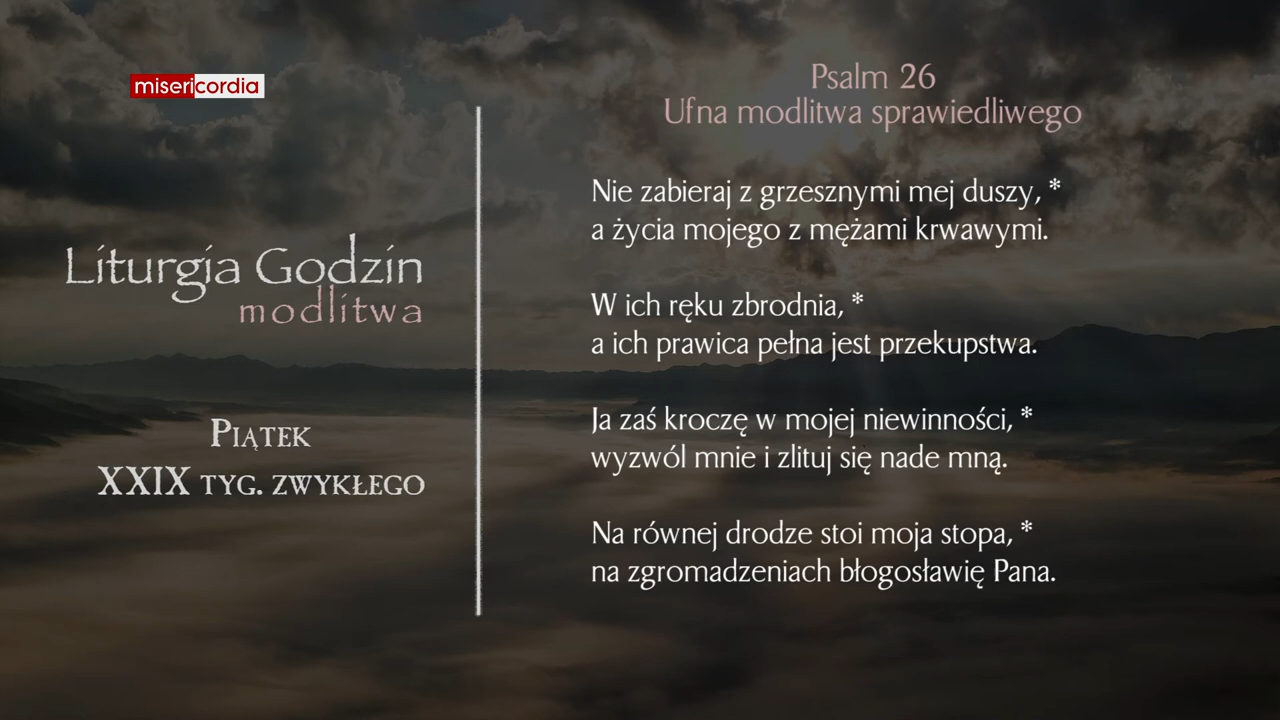 misericordia
Liturgia Godzin
modlitwa
PIĄTEK
XXIX TYG. ZWYKŁEGO
Psalm 26
Ufna modlitwa sprawiedliwego
Nie zabieraj z grzesznymi mej duszy, *
a życia mojego z mężami krwawymi.
W ich ręku zbrodnia, *
a ich prawica pełna jest przekupstwa.
Ja zaś kroczę w mojej niewinności, *
wyzwól mnie i zlituj się nade mną.
Na równej drodze stoi moja stopa, *
na zgromadzeniach błogosławię Pana.